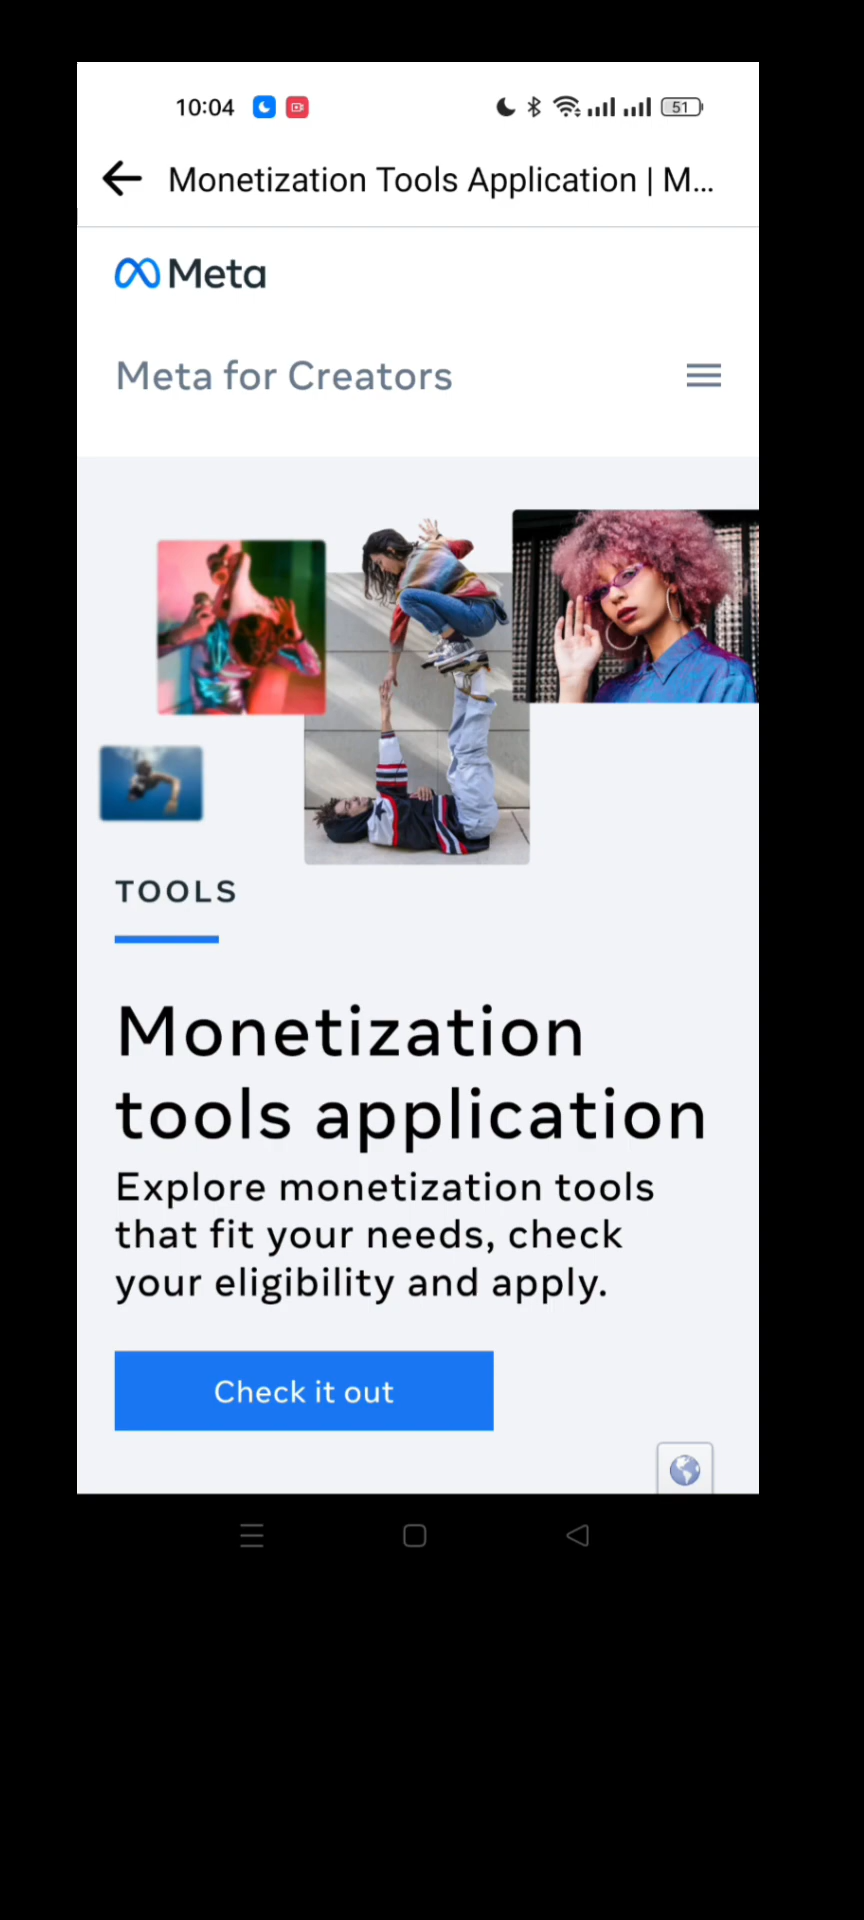 10:04
51
Monetization Tools Application | M...
Meta
Meta for Creators
TOOLS
Monetization
tools application
Explore monetization tools
that fit your needs, check
your eligibility and apply.
Check it out